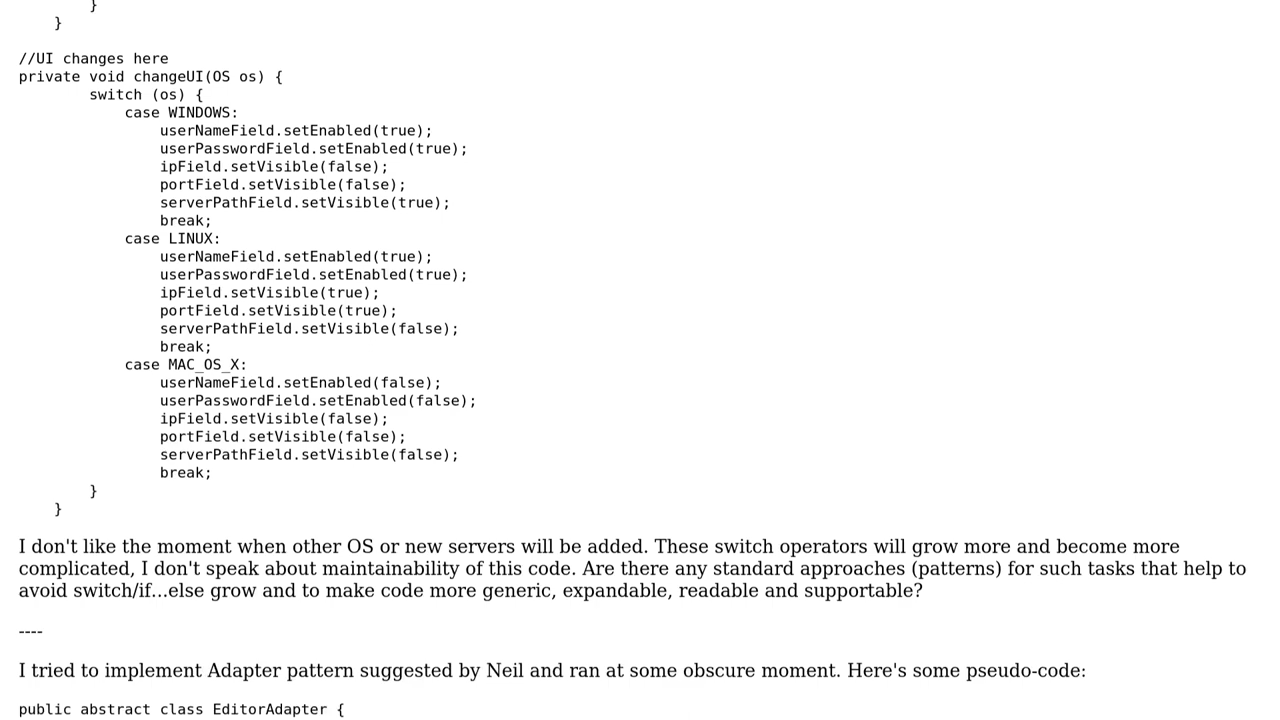 }
    }

//UI changes here
private void changeUI(OS os) {
        switch (os) {
            case WINDOWS:
                userNameField.setEnabled(true);
                userPasswordField.setEnabled(true);
                ipField.setVisible(false);
                portField.setVisible(false);
                serverPathField.setVisible(true);
                break;
            case LINUX:
                userNameField.setEnabled(true);
                userPasswordField.setEnabled(true);
                ipField.setVisible(true);
                portField.setVisible(true);
                serverPathField.setVisible(false);
                break;
            case MAC_OS_X:
                userNameField.setEnabled(false);
                userPasswordField.setEnabled(false);
                ipField.setVisible(false);
                portField.setVisible(false);
                serverPathField.setVisible(false);
                break;
        }
    }

I don't like the moment when other OS or new servers will be added. These switch operators will grow more and become more
complicated, I don't speak about maintainability of this code. Are there any standard approaches (patterns) for such tasks that help to
avoid switch/if...else grow and to make code more generic, expandable, readable and supportable?

----

I tried to implement Adapter pattern suggested by Neil and ran at some obscure moment. Here's some pseudo-code:

public abstract class EditorAdapter {